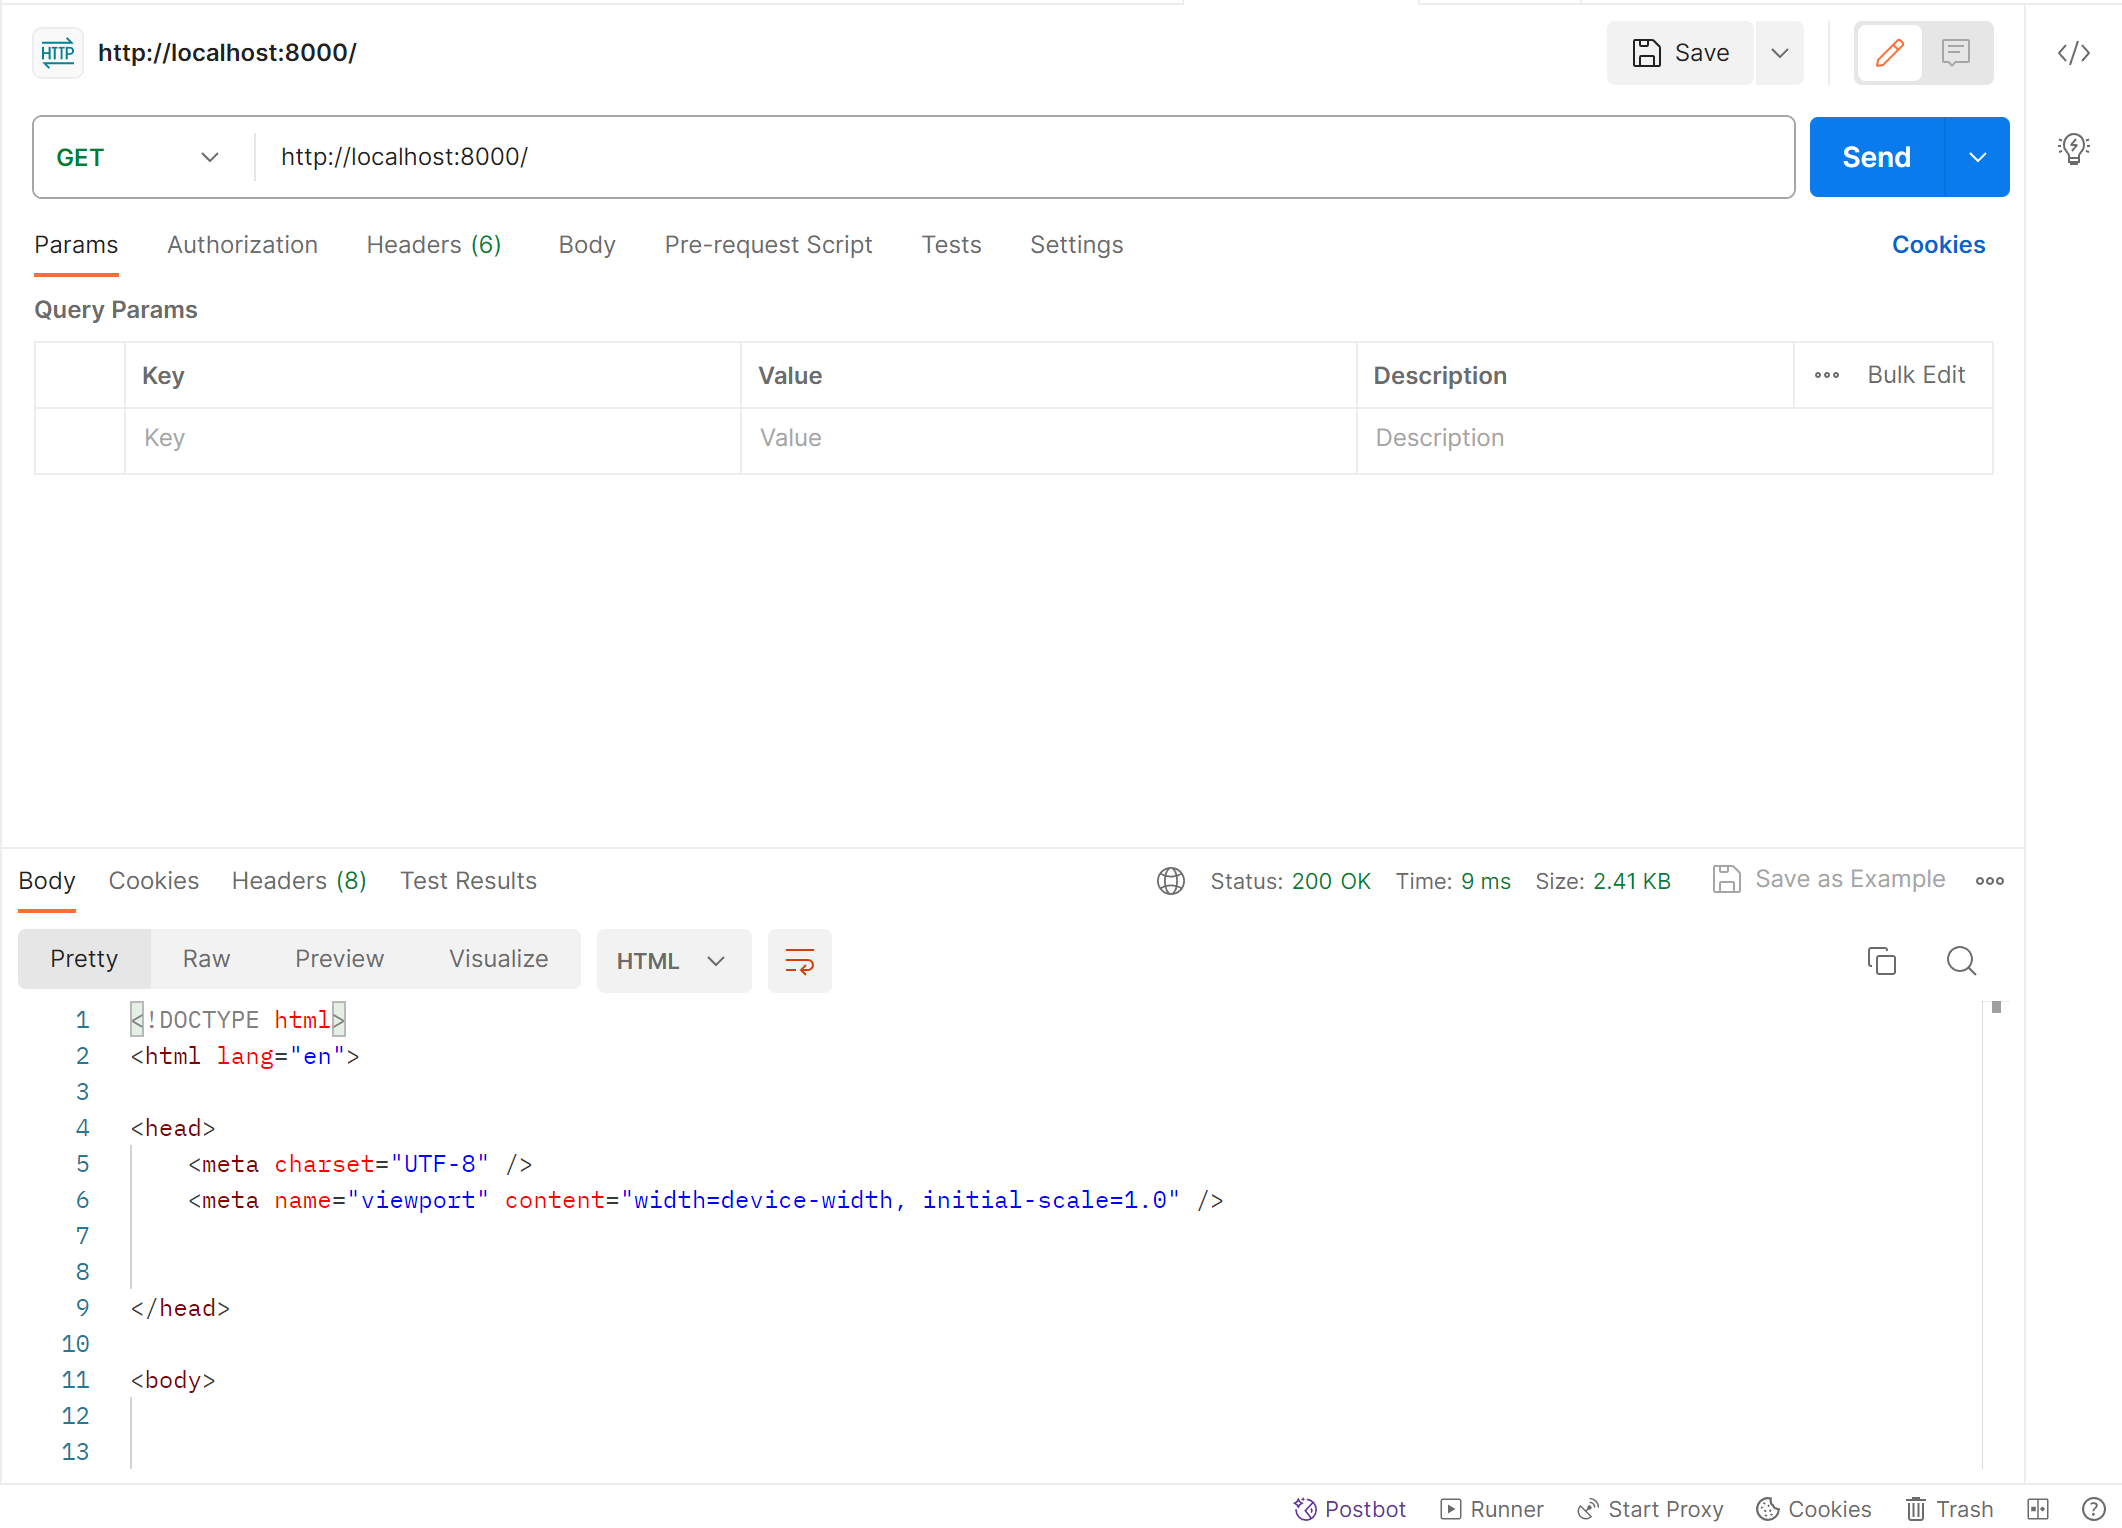 HTTP http://localhost:8000/ Save
GET http://localhost:8000/ Send
Params Authorization Headers (6) Body Pre-request Script Tests Settings Cookies
Query Params
Key Value Description Bulk Edit
Key Value Description
Body Cookies Headers (8) Test Results Status: 200 OK Time: 9 ms Size: 2.41 KB Save as Example
Pretty Raw Preview Visualize HTML
1 <!DOCTYPE html>
2 <html lang="en">
3
4 <head>
5 <meta charset="UTF-8" />
6 <meta name="viewport" content="width=device-width, initial-scale=1.0" />
7
8
9 </head>
10
11 <body>
12
13
Postbot Runner Start Proxy Cookies Trash